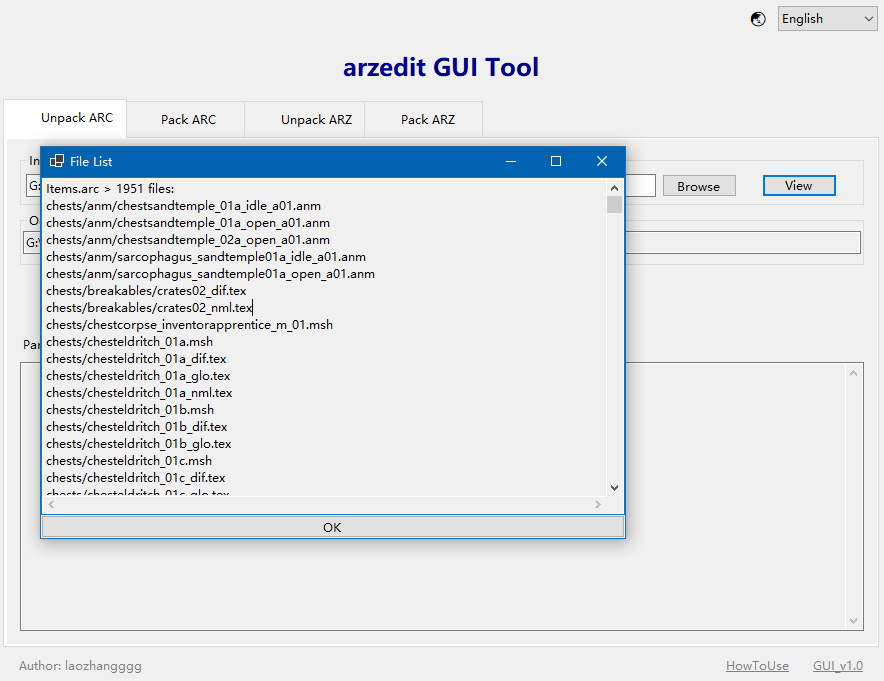 English
arzedit GUI Tool
Unpack ARC
Pack ARC
Unpack ARZ
Pack ARZ
In
File List
G:
Browse
View
Items.arc > 1951 files:
chests/anm/chestsandtemple_01a_idle_a01.anm
chests/anm/chestsandtemple_01a_open_a01.anm
chests/anm/chestsandtemple_02a_open_a01.anm
chests/anm/sarcophagus_sandtemple01a_idle_a01.anm
chests/anm/sarcophagus_sandtemple01a_open_a01.anm
chests/breakables/crates02_dif.tex
chests/breakables/crates02_nml.tex
chests/chestcorpse_inventorapprentice_m_01.msh
chests/chesteldritch_01a.msh
chests/chesteldritch_01a_dif.tex
chests/chesteldritch_01a_glo.tex
chests/chesteldritch_01a_nml.tex
chests/chesteldritch_01b.msh
chests/chesteldritch_01b_dif.tex
chests/chesteldritch_01b_glo.tex
chests/chesteldritch_01c.msh
chests/chesteldritch_01c_dif.tex
chests/chesteldritch_01c_glo.tex
O
G:\
Par
OK
Author: laozhangggg
HowToUse
GUI_v1.0